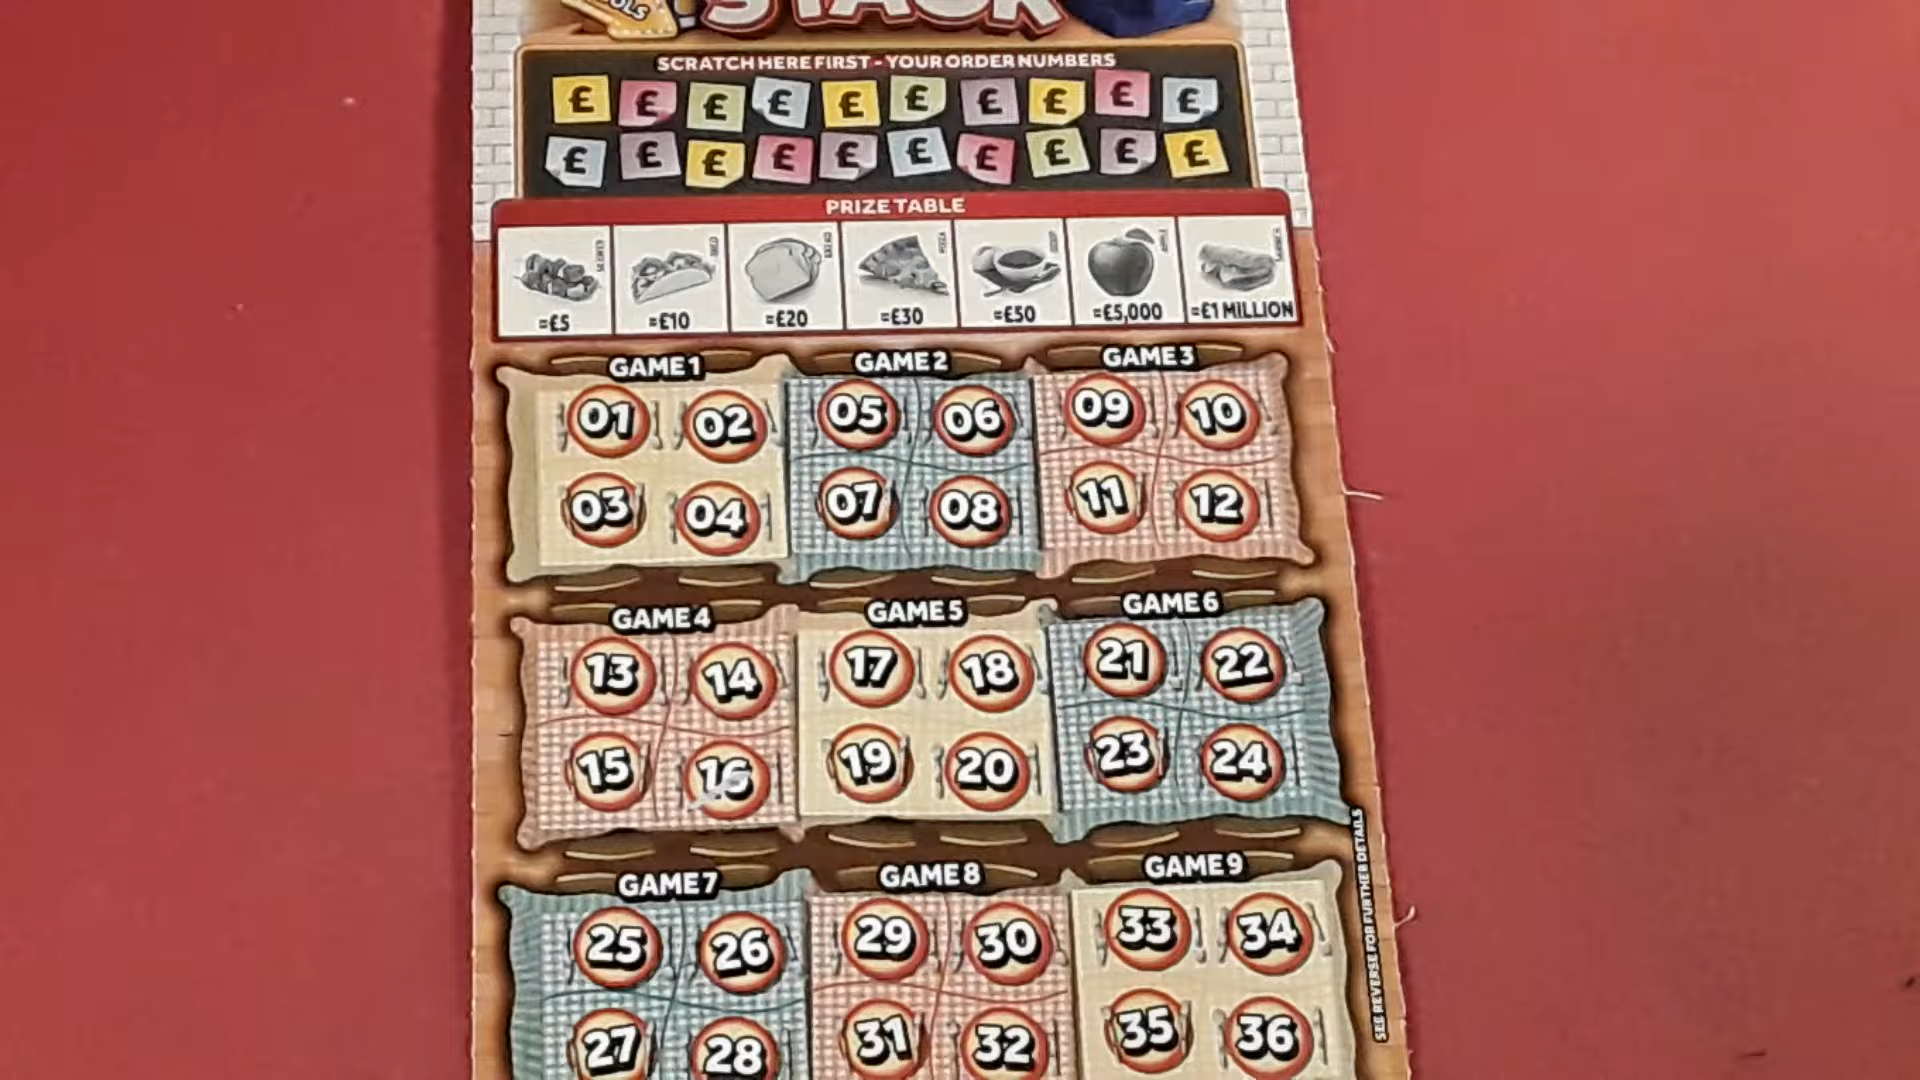 STACK
SCRATCH HERE FIRST - YOUR ORDER NUMBERS
£ £ £ £ £ £ £ £ £ £
£ £ £ £ £ £ £ £ £ £
PRIZE TABLE
=£5 =£10 =£20 =£30 =£50 =£5,000 =£1 MILLION
GAME 1 GAME 2 GAME 3
01 02 05 06 09 10
03 04 07 08 11 12
GAME 4 GAME 5 GAME 6
13 14 17 18 21 22
15 16 19 20 23 24
GAME 7 GAME 8 GAME 9
25 26 29 30 33 34
27 28 31 32 35 36
SEE REVERSE FOR FURTHER DETAILS